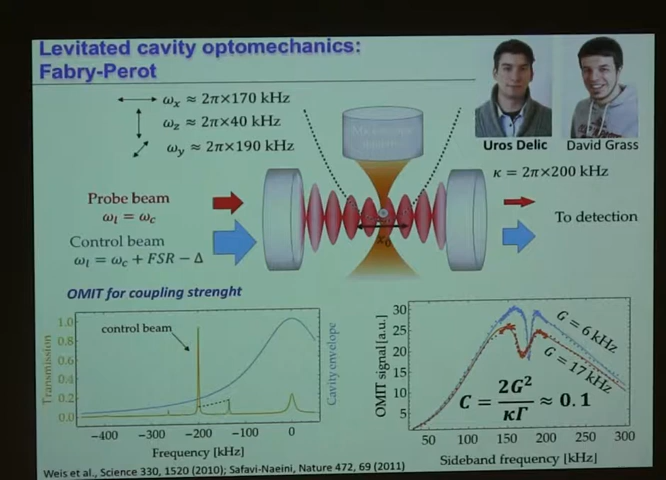 Levitated cavity optomechanics:
Fabry-Perot
ωx ≈ 2π×170 kHz
ωz ≈ 2π×40 kHz
ωy ≈ 2π×190 kHz
Uros Delic
David Grass
κ = 2π×200 kHz
Probe beam
ωl = ωc
Control beam
ωl = ωc + FSR − Δ
x0
To detection
OMIT for coupling strenght
control beam
Transmission
1.0
0.8
0.6
0.4
0.2
0.0
Cavity envelope
−400 −300 −200 −100 0
Frequency [kHz]
OMIT signal [a.u.]
30
25
20
15
10
5
G = 6 kHz
G = 17 kHz
C = 2G²/κΓ ≈ 0.1
50 100 150 200 250 300
Sideband frequency [kHz]
Weis et al., Science 330, 1520 (2010); Safavi-Naeini, Nature 472, 69 (2011)